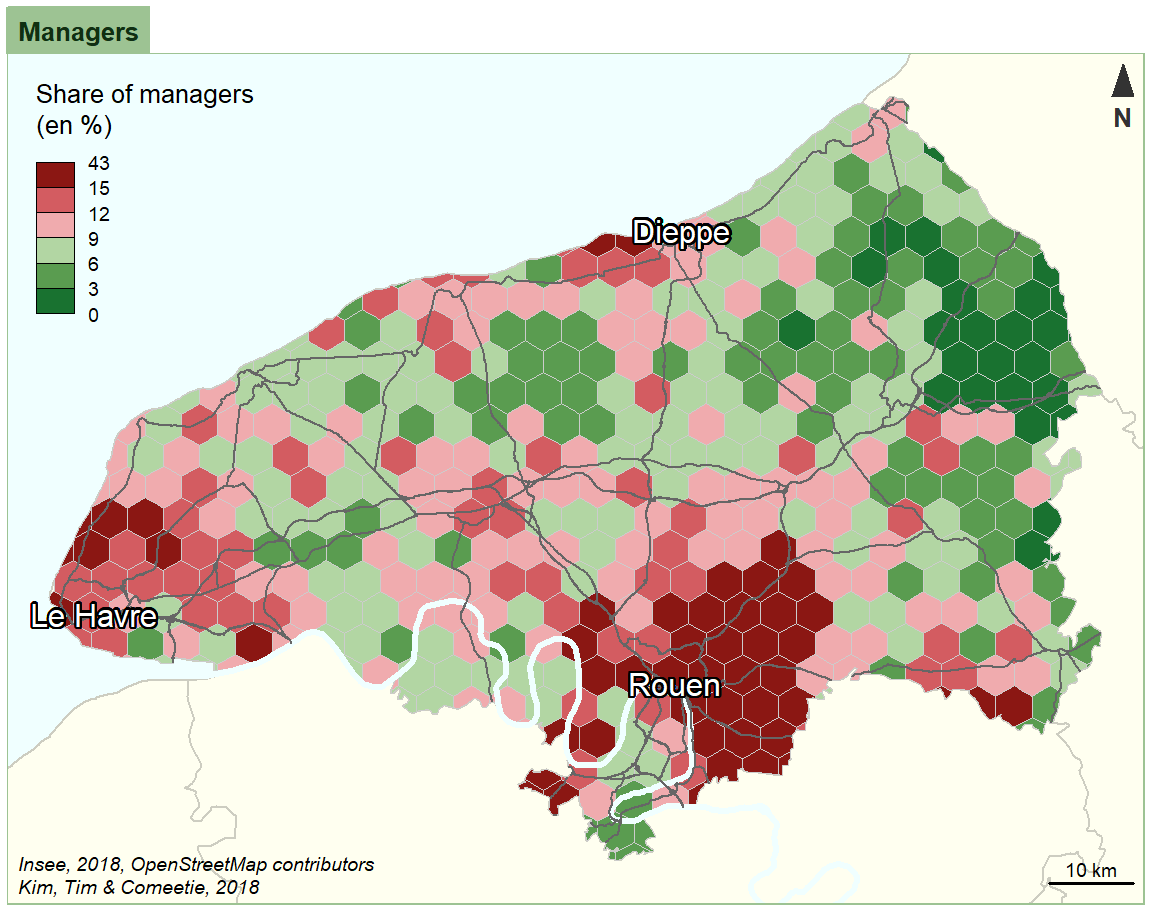 Managers
Share of managers
(en %)
43
15
12
9
6
3
0
N
Dieppe
Le Havre
Rouen
Insee, 2018, OpenStreetMap contributors
Kim, Tim & Comeetie, 2018
10 km